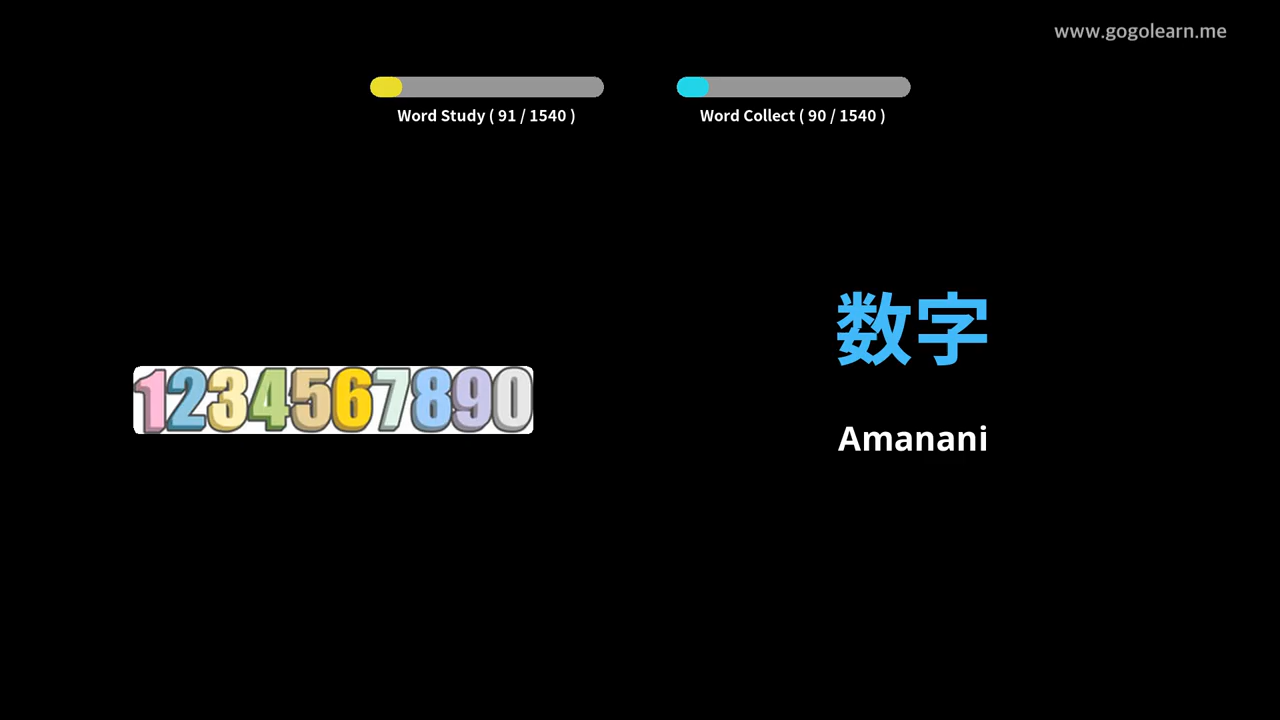 www.gogolearn.me
Word Study ( 91 / 1540 )
Word Collect ( 90 / 1540 )
数字
1234567890
Amanani